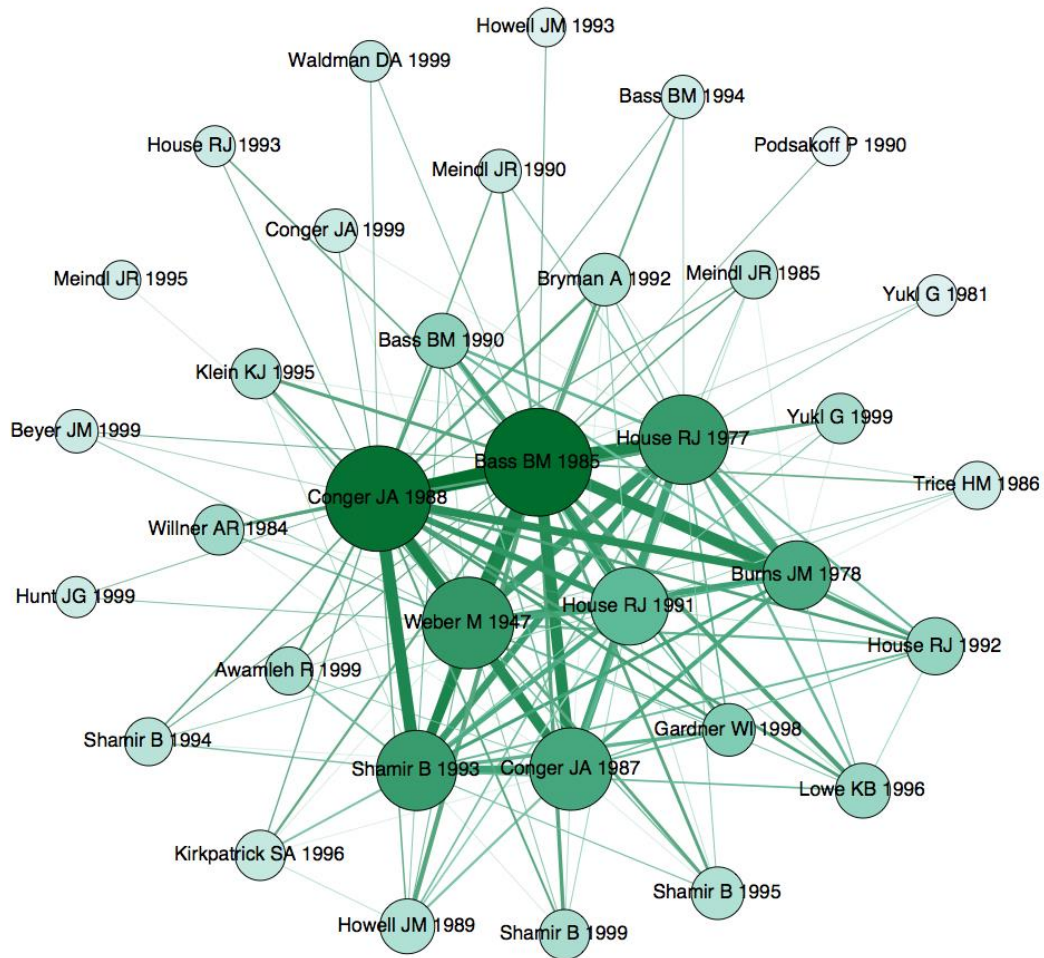 Howell JM 1993
Waldman DA 1999
Bass BM 1994
House RJ 1993
Podsakoff P 1990
Meindl JR 1990
Conger JA 1999
Meindl JR 1995
Bryman A 1992
Meindl JR 1985
Yukl G 1981
Bass BM 1990
Klein KJ 1995
Beyer JM 1999
House RJ 1977
Yukl G 1999
Bass BM 1985
Trice HM 1986
Conger JA 1988
Willner AR 1984
Burns JM 1978
Hunt JG 1999
House RJ 1991
Weber M 1947
House RJ 1992
Awamleh R 1999
Gardner WI 1998
Shamir B 1994
Shamir B 1993
Conger JA 1987
Lowe KB 1996
Kirkpatrick SA 1996
Shamir B 1995
Howell JM 1989
Shamir B 1999